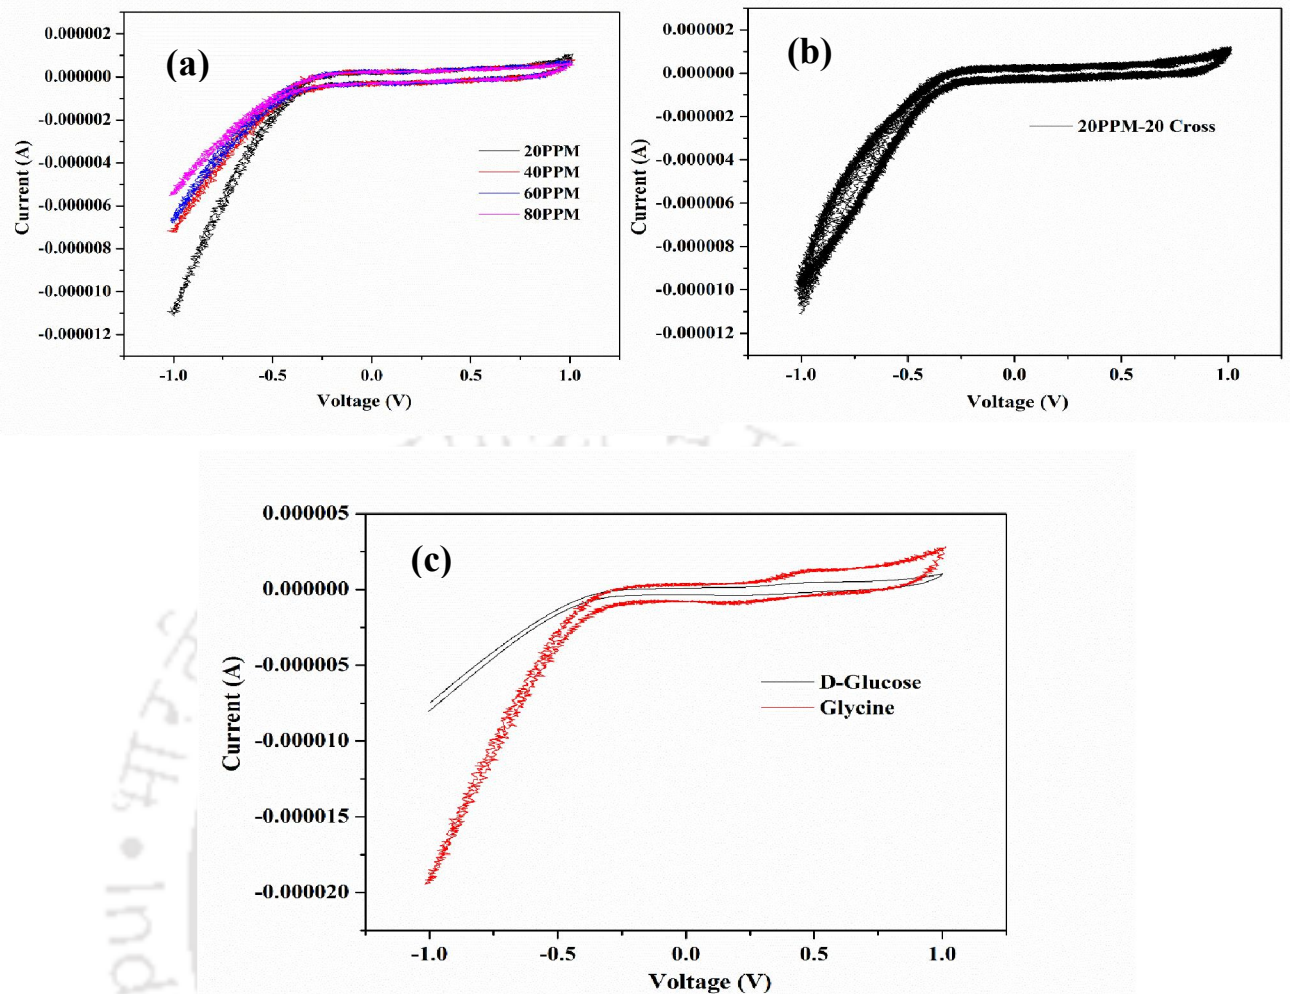 (a)
0.000002
0.000000
-0.000002
-0.000004
-0.000006
-0.000008
-0.000010
-0.000012
Current (A)
20PPM
40PPM
60PPM
80PPM
-1.0 -0.5 0.0 0.5 1.0
Voltage (V)
(b)
0.000002
0.000000
-0.000002
-0.000004
-0.000006
-0.000008
-0.000010
-0.000012
Current (A)
20PPM-20 Cross
-1.0 -0.5 0.0 0.5 1.0
Voltage (V)
(c)
0.000005
0.000000
-0.000005
-0.000010
-0.000015
-0.000020
Current (A)
D-Glucose
Glycine
-1.0 -0.5 0.0 0.5 1.0
Voltage (V)